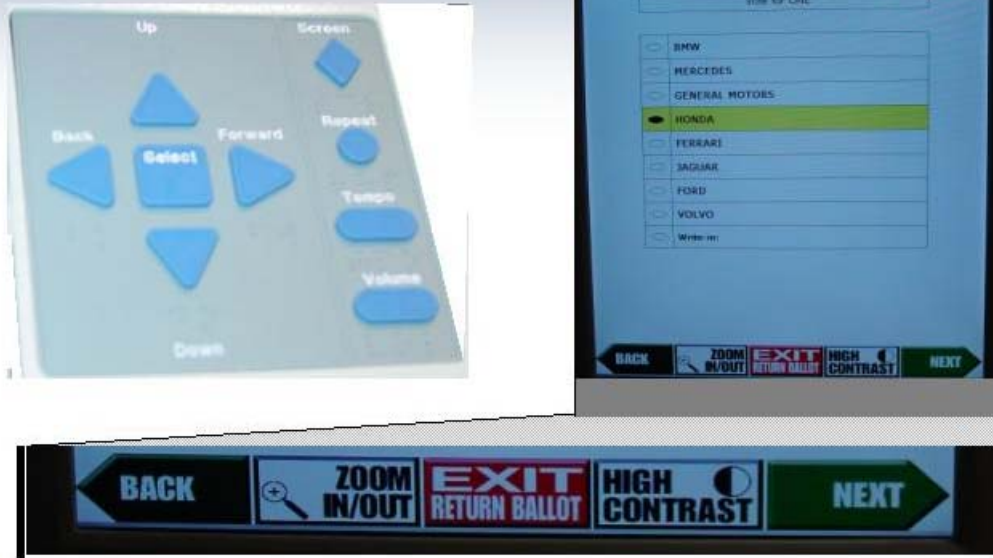 Up
Screen
Back
Forward
Select
Repeat
Tempo
Volume
Down
BMW
MERCEDES
GENERAL MOTORS
HONDA
FERRARI
JAGUAR
FORD
VOLVO
Write-in:
BACK
ZOOM
IN/OUT
EXIT
RETURN BALLOT
HIGH
CONTRAST
NEXT
BACK
ZOOM
IN/OUT
EXIT
RETURN BALLOT
HIGH
CONTRAST
NEXT